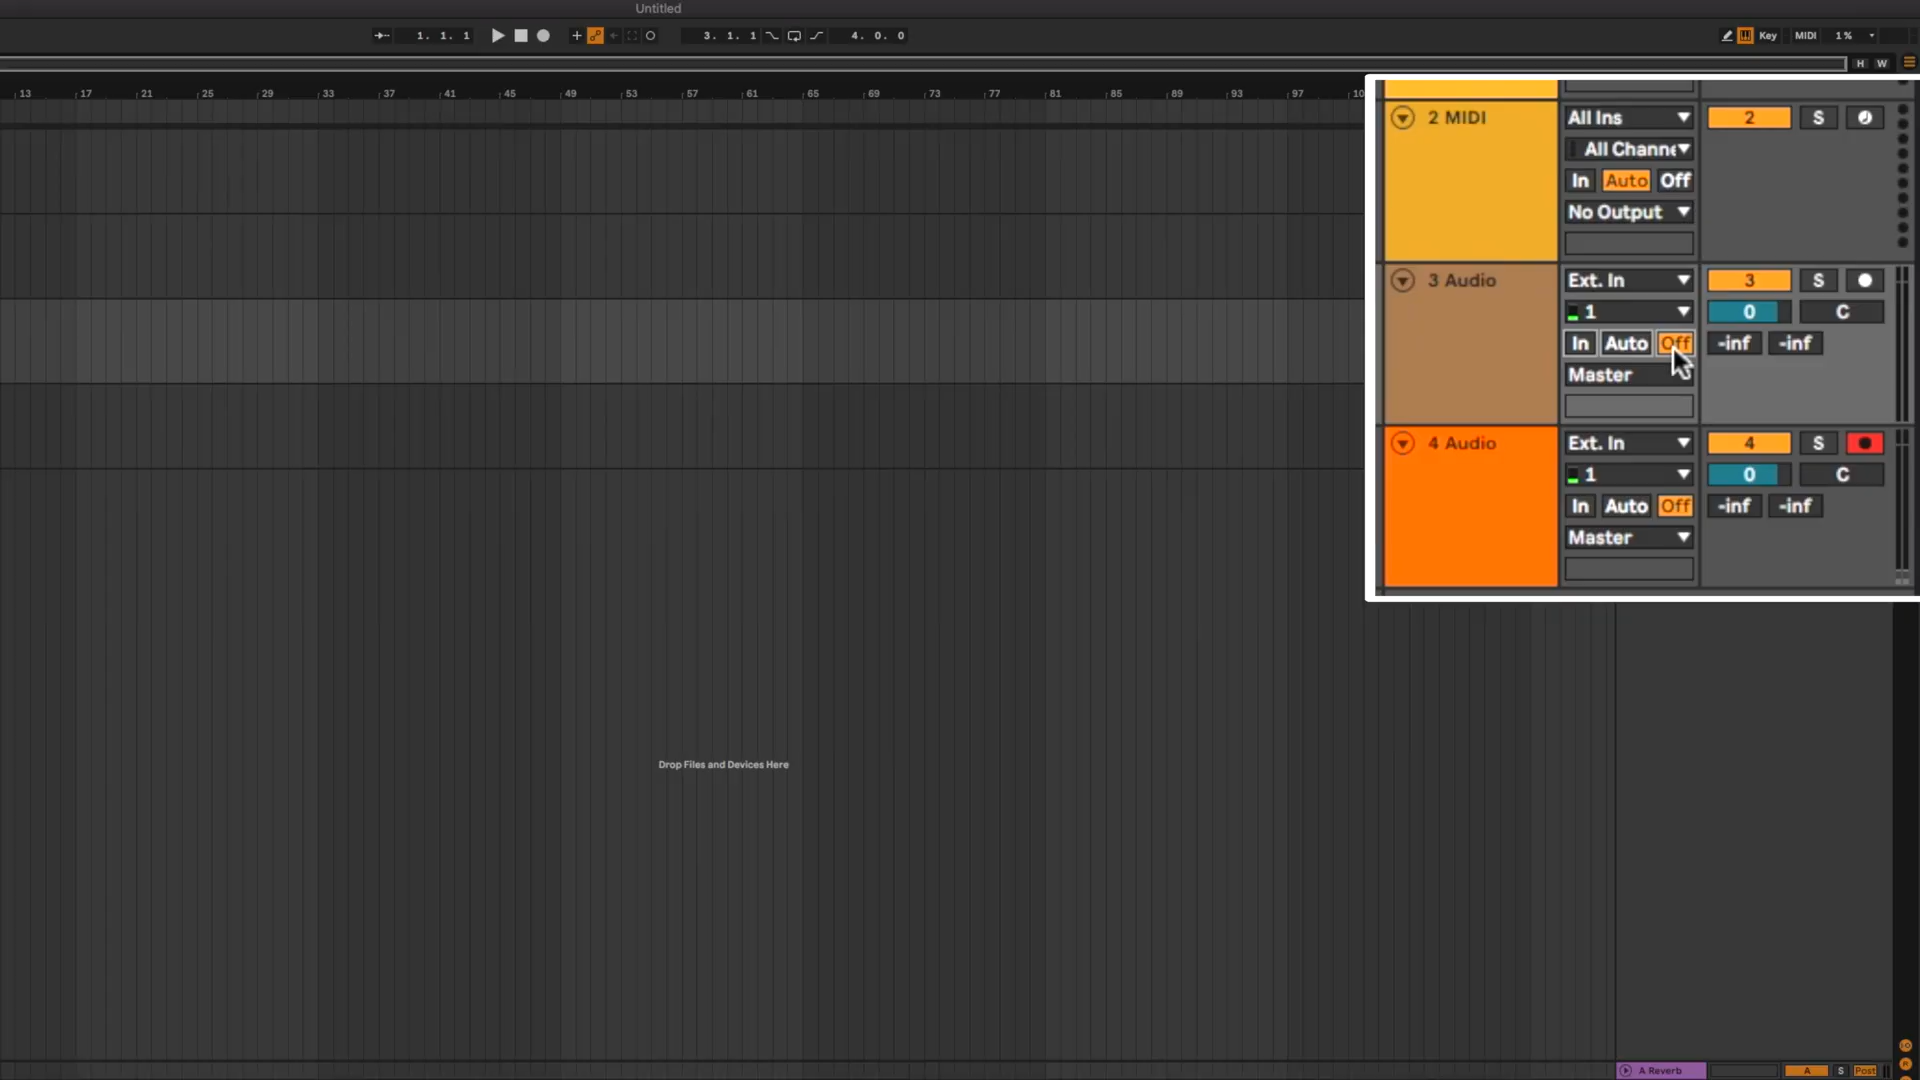 Untitled
1. 1. 1
3. 1. 1
4. 0. 0
Key
MIDI
1 %
H
W
13 17 21 25 29 33 37 41 45 49 53 57 61 65 69 73 77 81 85 89 93 97 10
2 MIDI
All Ins
2
S
All Channe
In Auto Off
No Output
3 Audio
Ext. In
3
S
1
0
C
In Auto Off
-inf
-inf
Master
4 Audio
Ext. In
4
S
1
0
C
In Auto Off
-inf
-inf
Master
Drop Files and Devices Here
A Reverb
A
S
Post